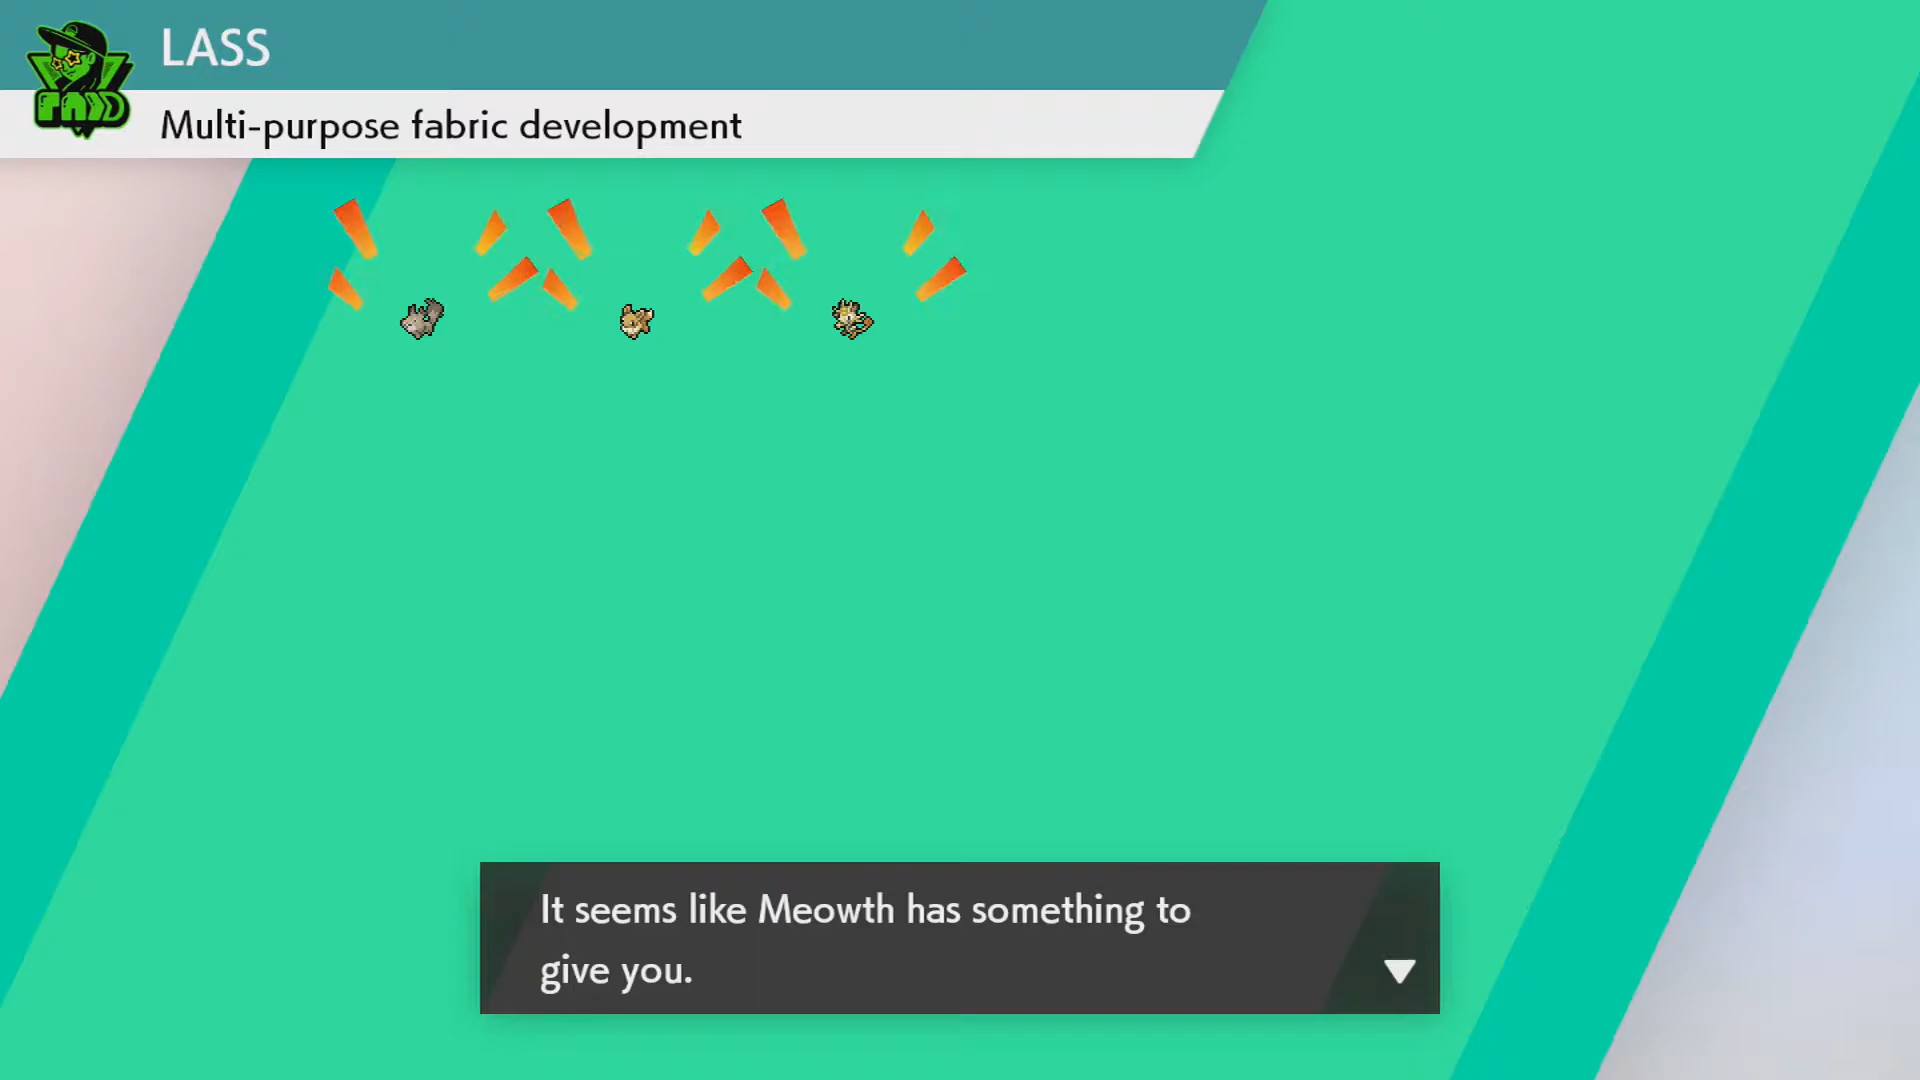 LASS
Multi-purpose fabric development
It seems like Meowth has something to
give you.